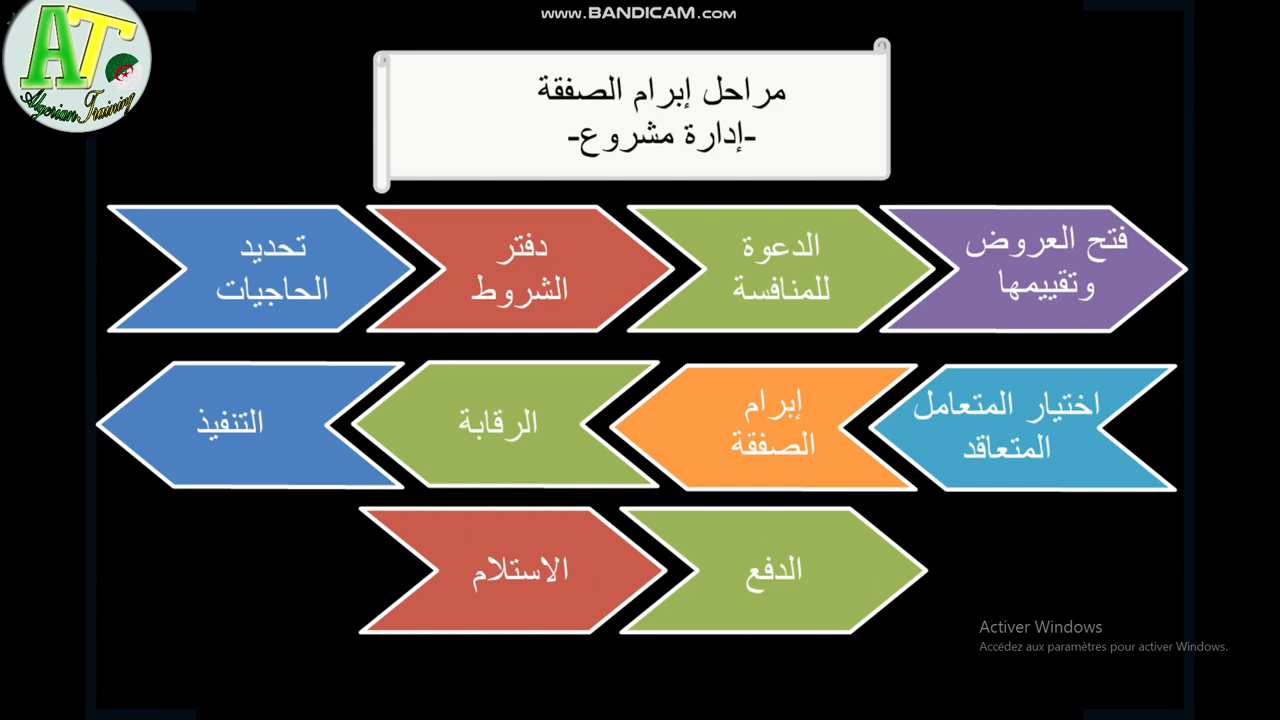 www.BANDICAM.com
AT
Algerian Training
مراحل إبرام الصفقة
-إدارة مشروع-
تحديد
الحاجيات
دفتر
الشروط
الدعوة
للمنافسة
فتح العروض
وتقييمها
اختيار المتعامل
المتعاقد
إبرام
الصفقة
الرقابة
التنفيذ
الاستلام
الدفع
Activer Windows
Accédez aux paramètres pour activer Windows.